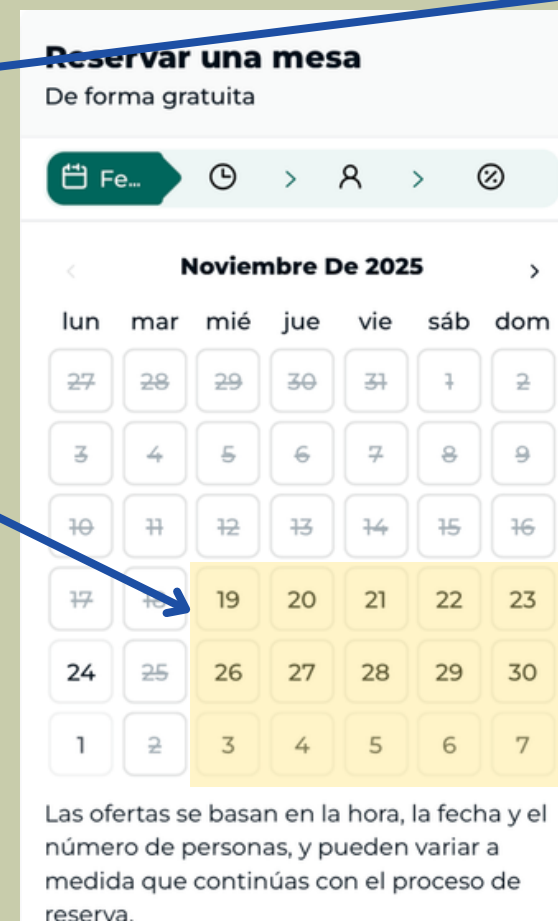 Reservar una mesa
De forma gratuita
Fe...
Noviembre De 2025
lun mar mié jue vie sáb dom
27 28 29 30 31 1 2
3 4 5 6 7 8 9
10 11 12 13 14 15 16
17 18 19 20 21 22 23
24 25 26 27 28 29 30
1 2 3 4 5 6 7
Las ofertas se basan en la hora, la fecha y el
número de personas, y pueden variar a
medida que continúas con el proceso de
reserva.